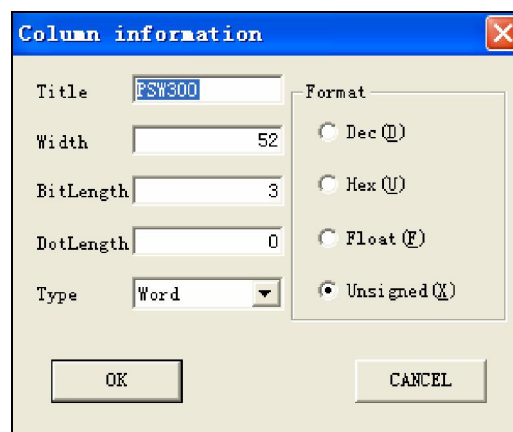 Column information
Title PSW300
Width 52
BitLength 3
DotLength 0
Type Word
Format
Dec(D)
Hex(U)
Float(F)
Unsigned(X)
OK
CANCEL